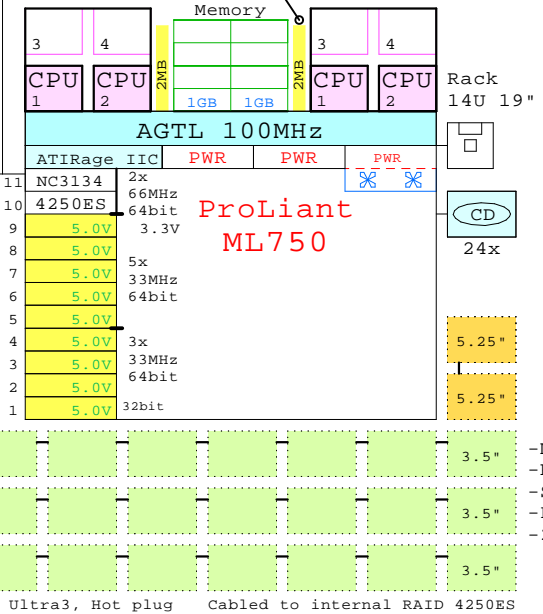 Memory
3 4 3 4
CPU CPU 2MB 2MB CPU CPU
1 2 1 2
1GB 1GB
Rack
14U 19"
AGTL 100MHz
ATIRage IIC PWR PWR PWR
11 NC3134 2x
66MHz
10 4250ES 64bit
9 5.0V 3.3V
ProLiant
ML750
CD
24x
8 5.0V
7 5.0V 5x
33MHz
6 5.0V 64bit
5 5.0V
4 5.0V 3x
33MHz
3 5.0V 64bit
2 5.0V
1 5.0V 32bit
5.25"
5.25"
3.5"
3.5"
3.5"
Ultra3, Hot plug Cabled to internal RAID 4250ES